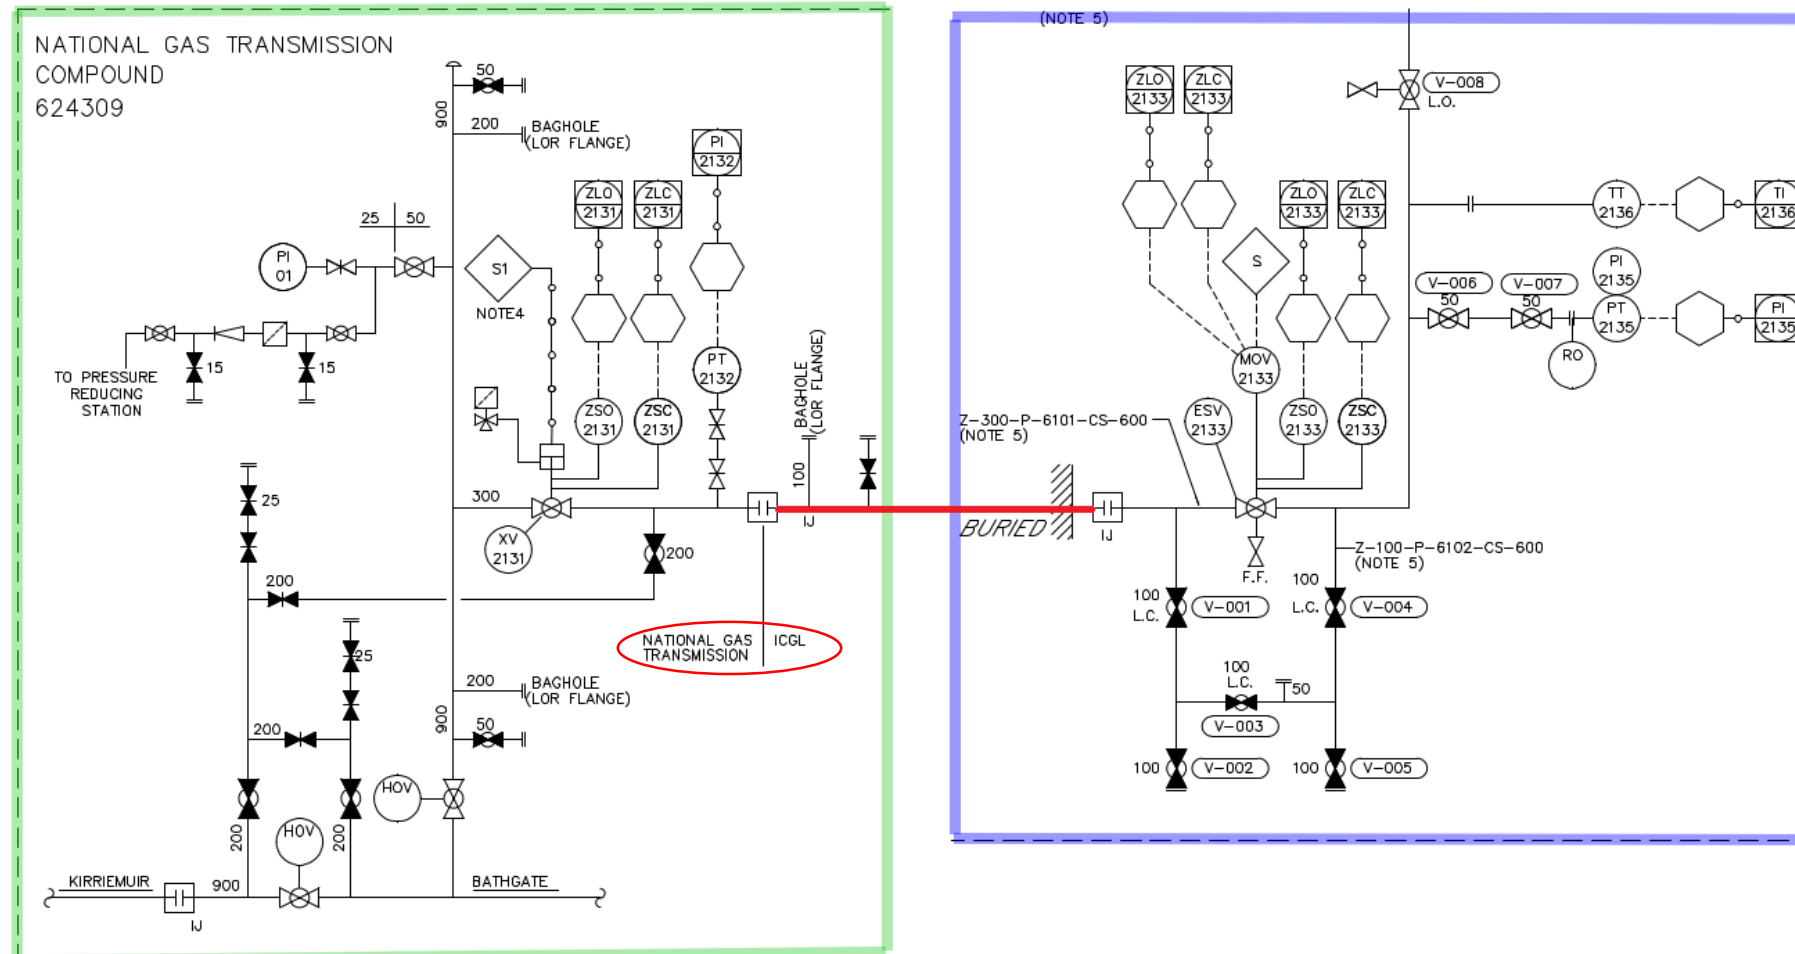 NATIONAL GAS TRANSMISSION
COMPOUND
624309
50
900
200
BAGHOLE
(LOR FLANGE)
PI
2132
ZLO
2131
ZLC
2131
25
50
PI
01
S1
NOTE4
15
15
TO PRESSURE
REDUCING
STATION
PT
2132
ZSO
2131
ZSC
2131
BAGHOLE
(LOR FLANGE)
100
IJ
25
300
XV
2131
200
200
NATIONAL GAS
TRANSMISSION
ICGL
25
200
BAGHOLE
(LOR FLANGE)
900
50
200
HOV
HOV
200
200
KIRRIEMUIR
900
BATHGATE
IJ
(NOTE 5)
ZLO
2133
ZLC
2133
V-008
L.O.
ZLO
2133
ZLC
2133
S
TT
2136
TI
2136
PI
2135
V-006
50
V-007
50
PT
2135
PI
2135
RO
MOV
2133
Z-300-P-6101-CS-600
(NOTE 5)
ESV
2133
ZSO
2133
ZSC
2133
BURIED
IJ
F.F.
Z-100-P-6102-CS-600
(NOTE 5)
100
L.C.
V-001
100
L.C.
V-004
100
L.C.
50
V-003
100
V-002
100
V-005